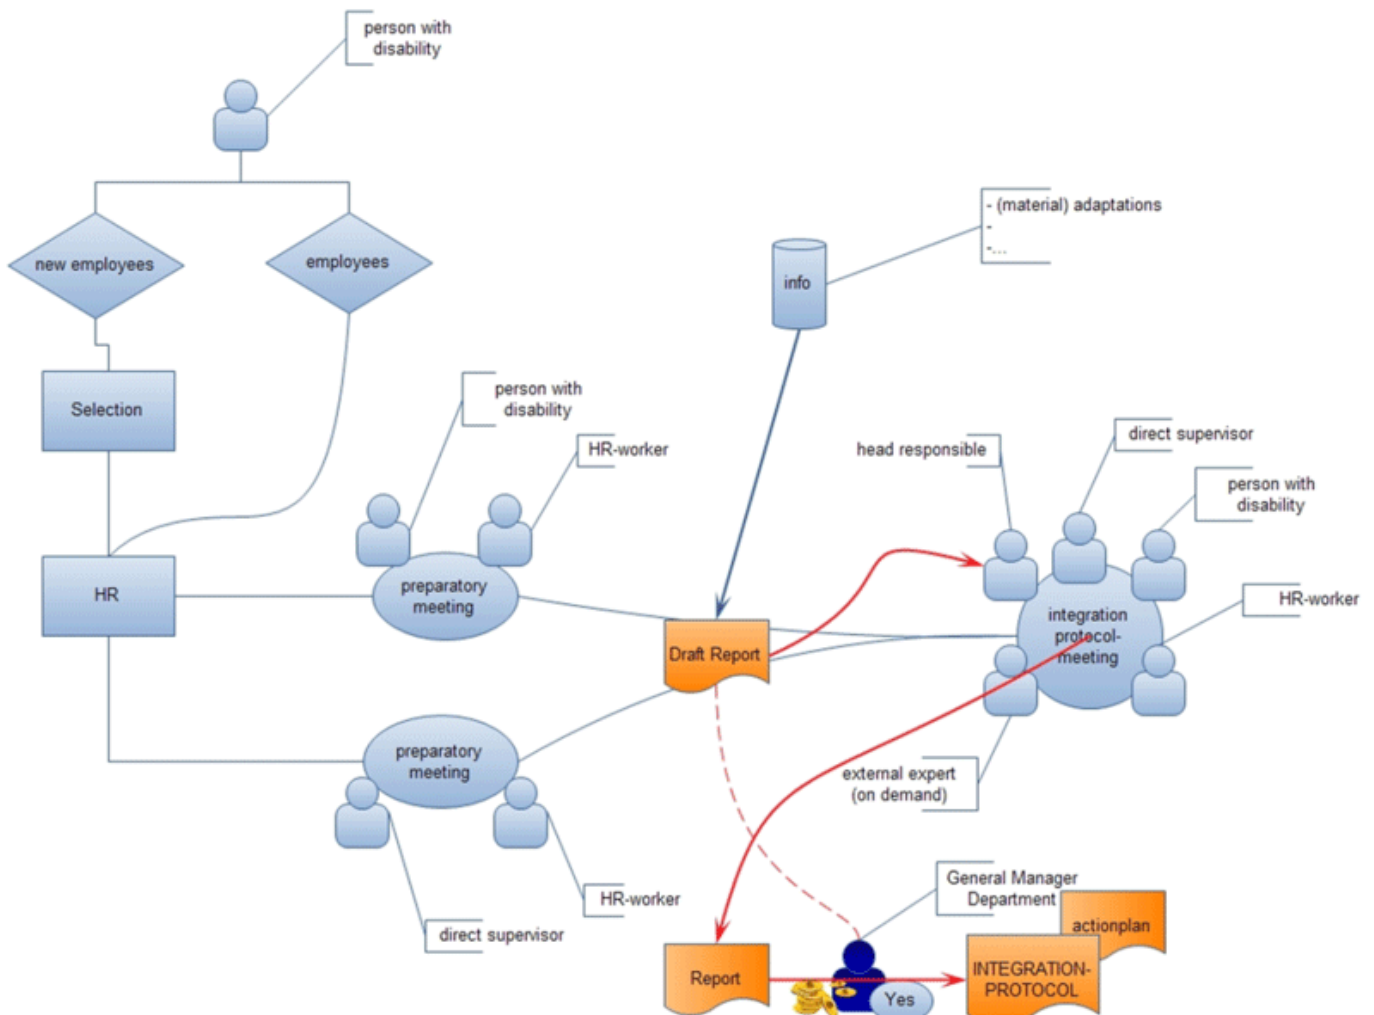 person with
disability
new employees
employees
- (material) adaptations
-
-...
info
Selection
person with
disability
HR-worker
head responsible
direct supervisor
person with
disability
HR
preparatory
meeting
integration
protocol-
meeting
HR-worker
Draft Report
preparatory
meeting
external expert
(on demand)
HR-worker
direct supervisor
General Manager
Department
actionplan
Report
Yes
INTEGRATION-
PROTOCOL